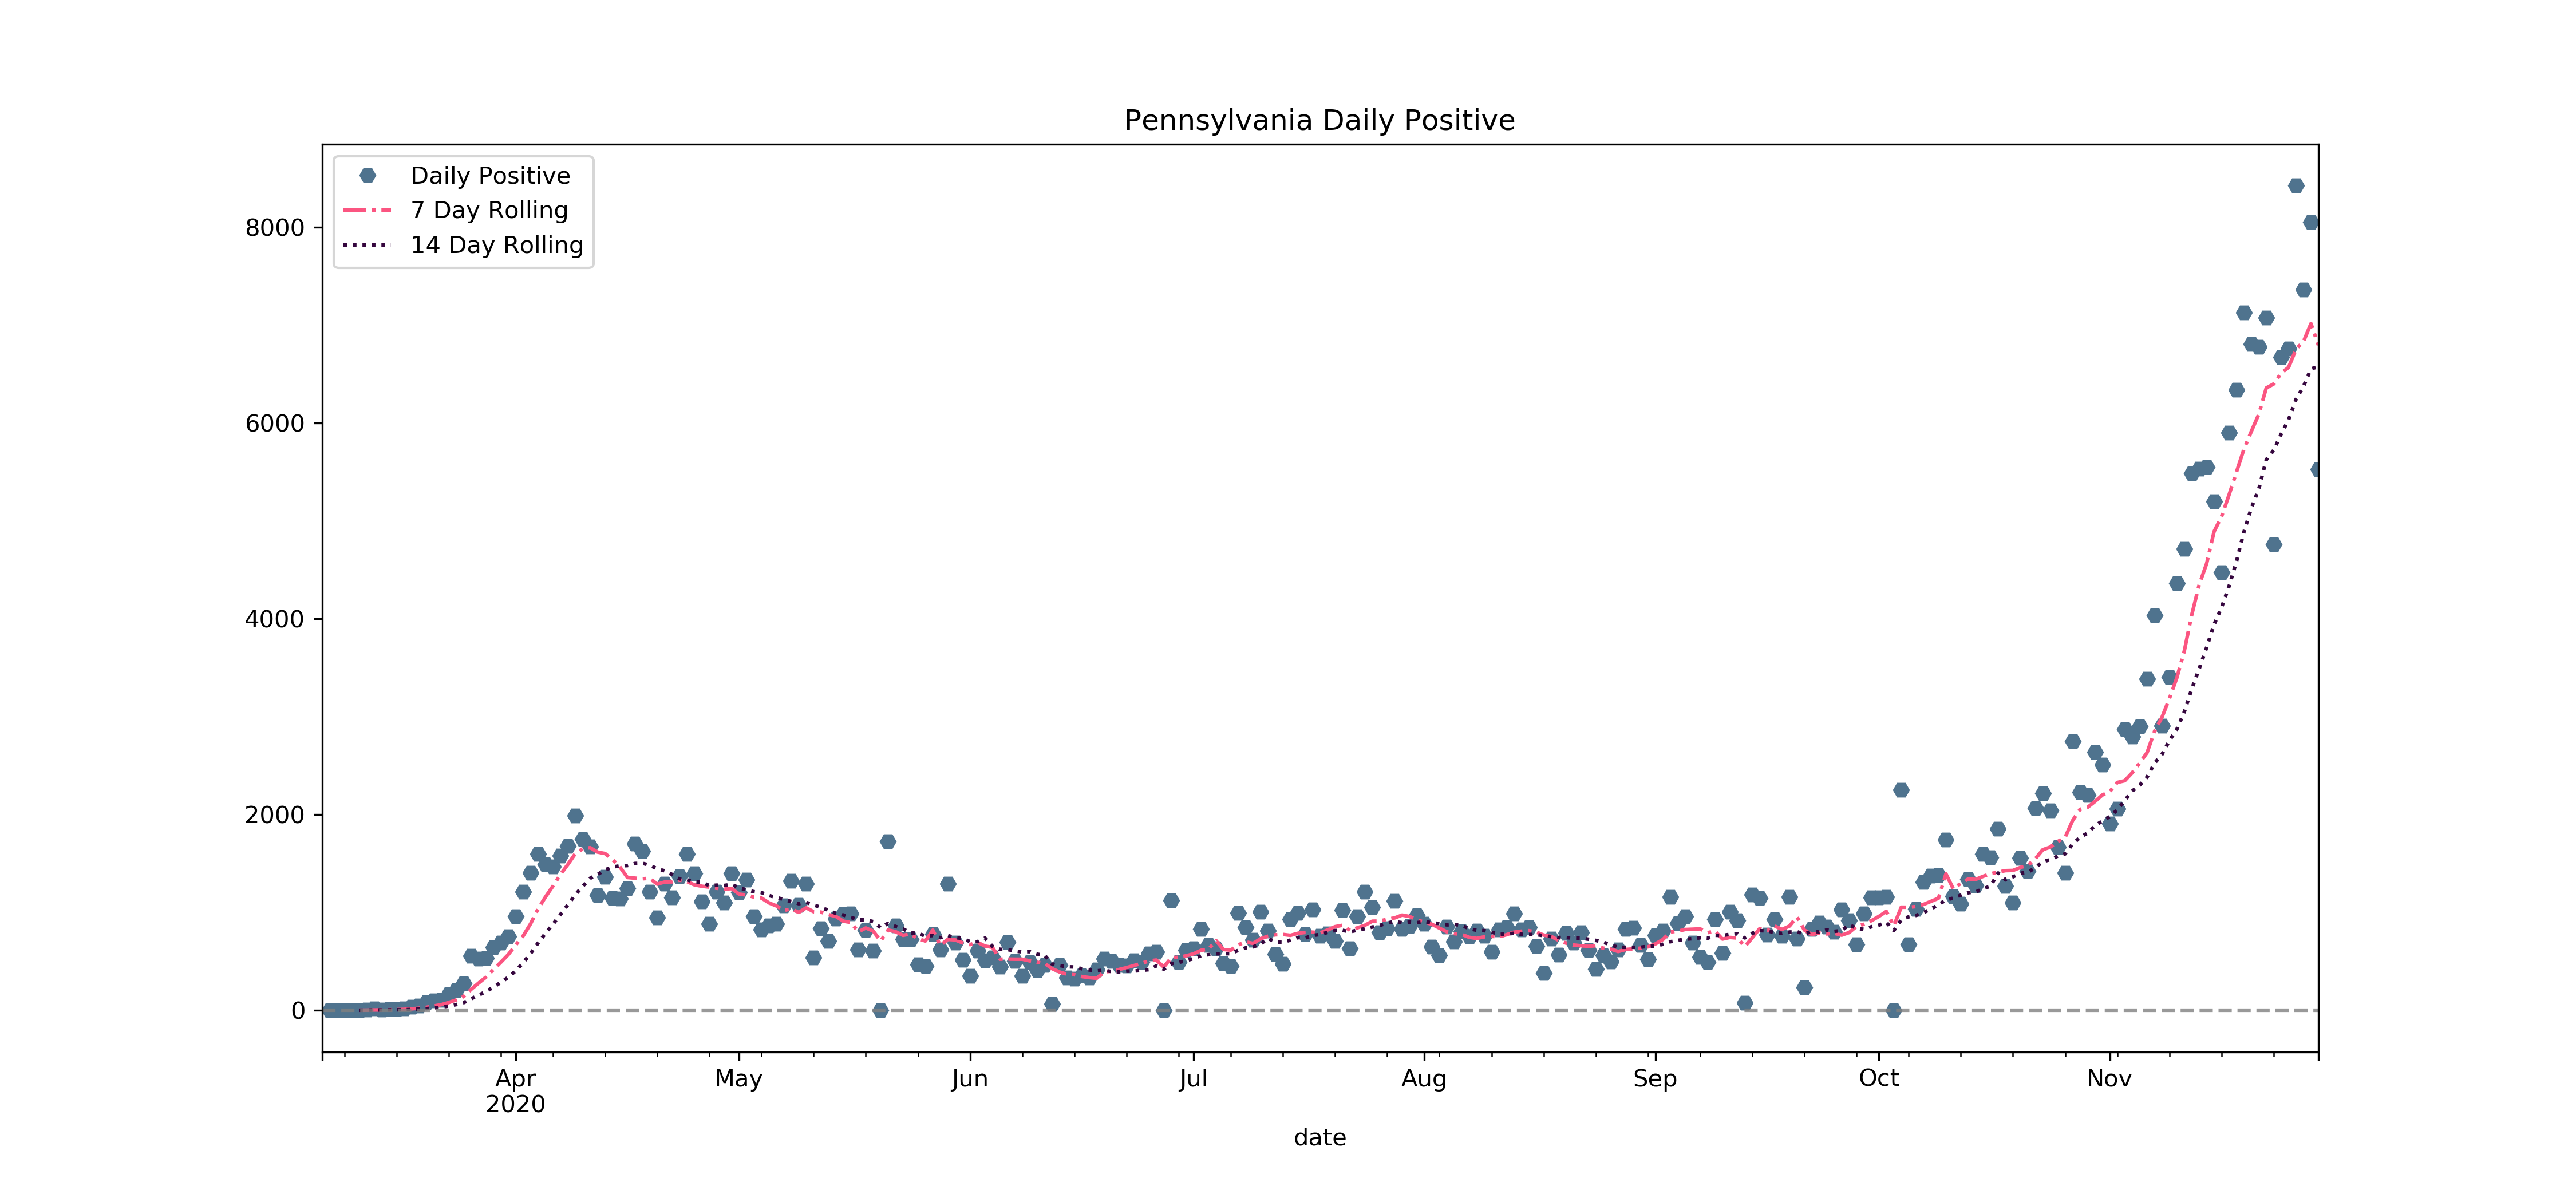 Pennsylvania Daily Positive
Daily Positive
7 Day Rolling
14 Day Rolling
8000
6000
4000
2000
0
Apr May Jun Jul Aug Sep Oct Nov
2020
date